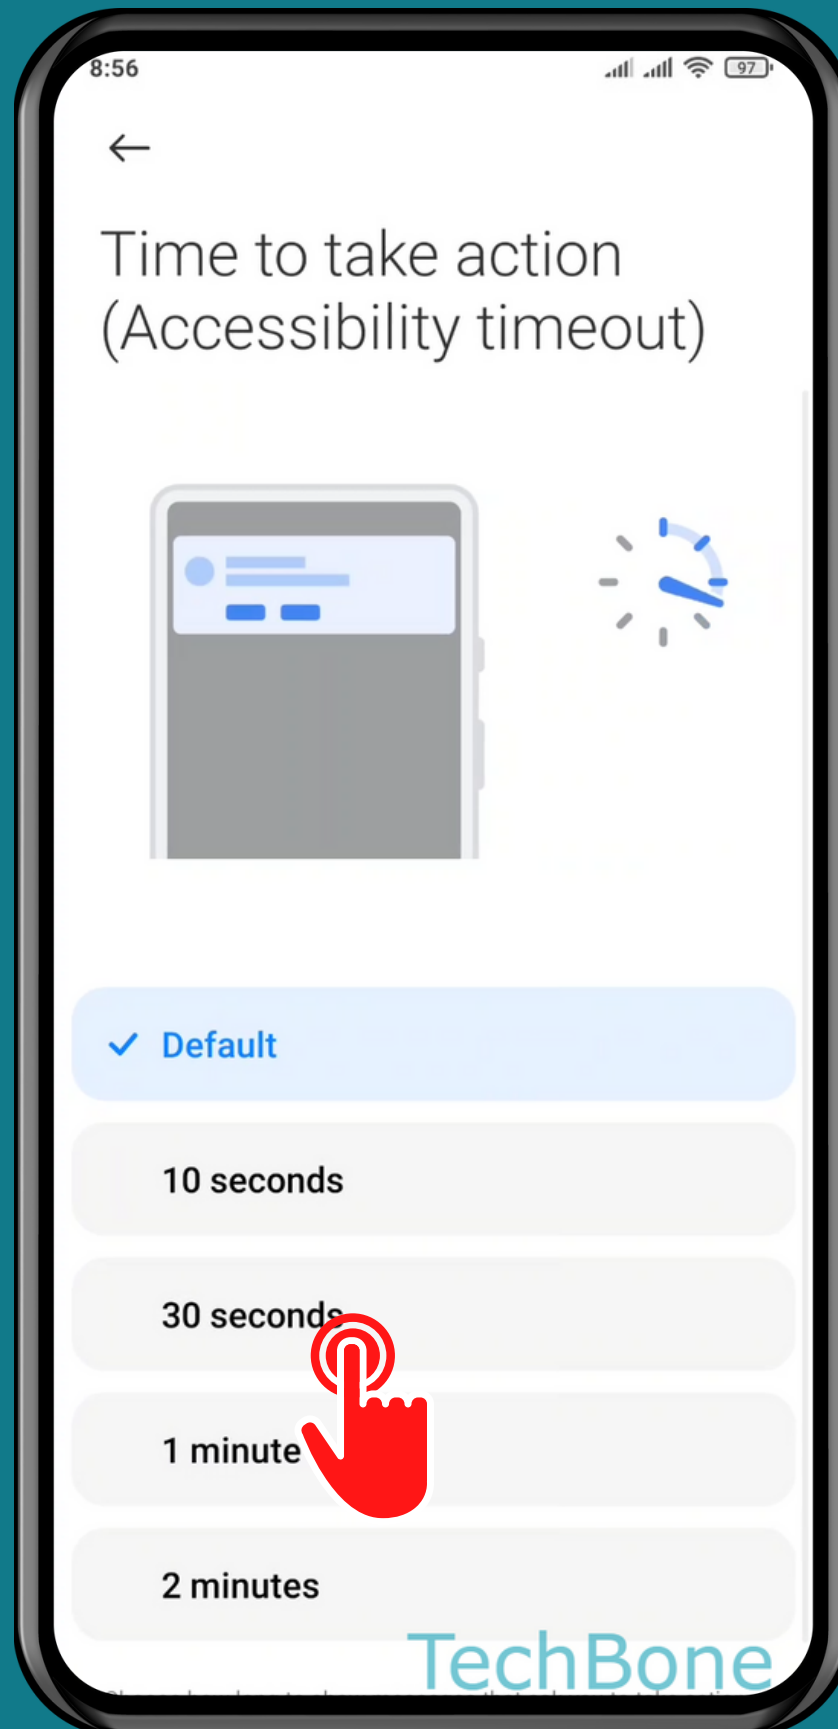 8:56
97
Time to take action
(Accessibility timeout)
Default
10 seconds
30 seconds
1 minute
2 minutes
TechBone